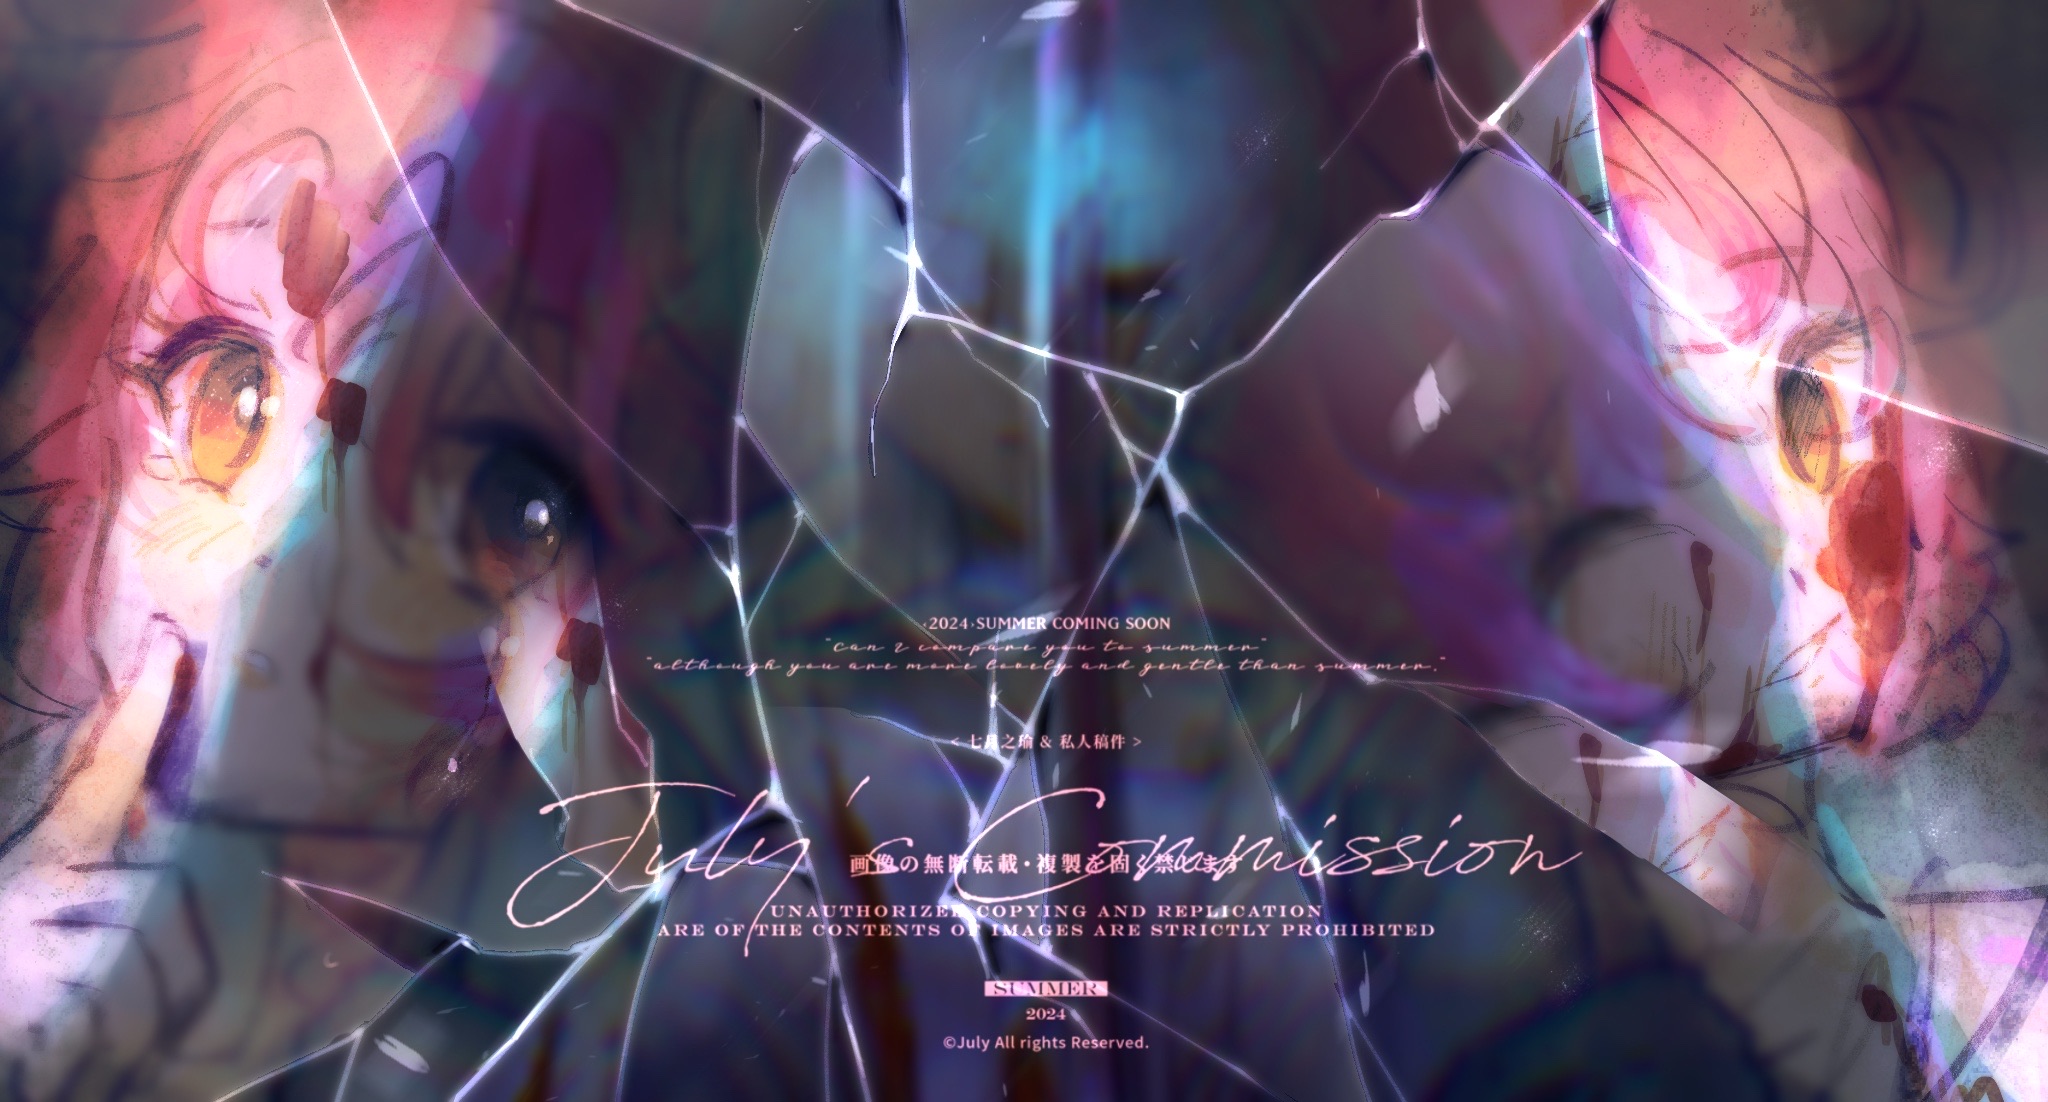 ·2024·SUMMER COMING SOON
"can I compare you to summer"
"although you are more lovely and gentle than summer."
< 七月之瑜 & 私人稿件 >
July's Commission
画像の無断転載・複製を固く禁じます
UNAUTHORIZED COPYING AND REPLICATION
ARE OF THE CONTENTS OF IMAGES ARE STRICTLY PROHIBITED
SUMMER
2024
©July All rights Reserved.